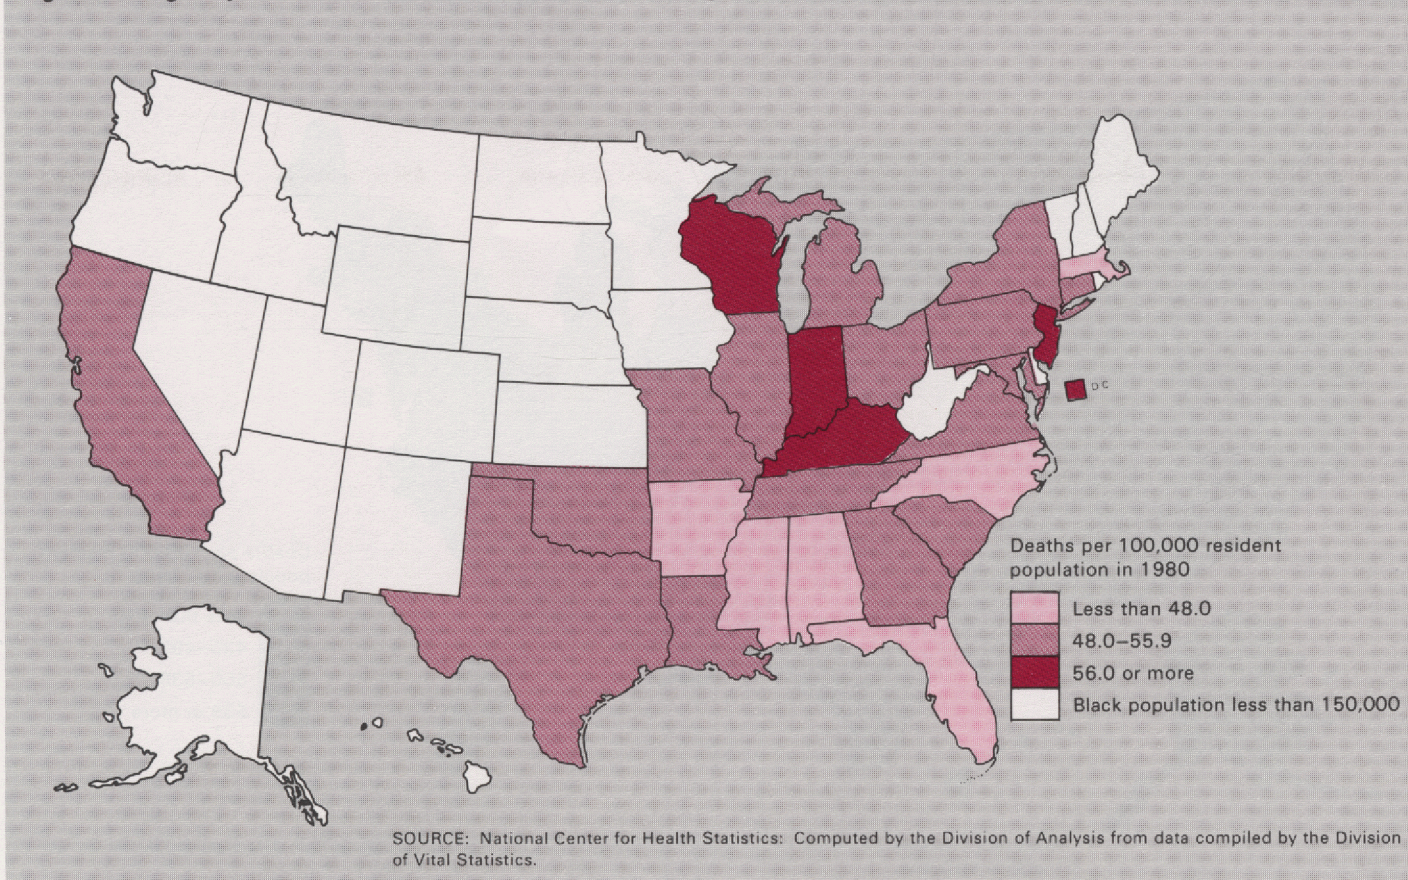 DC
Deaths per 100,000 resident
population in 1980
Less than 48.0
48.0–55.9
56.0 or more
Black population less than 150,000
SOURCE: National Center for Health Statistics: Computed by the Division of Analysis from data compiled by the Division
of Vital Statistics.